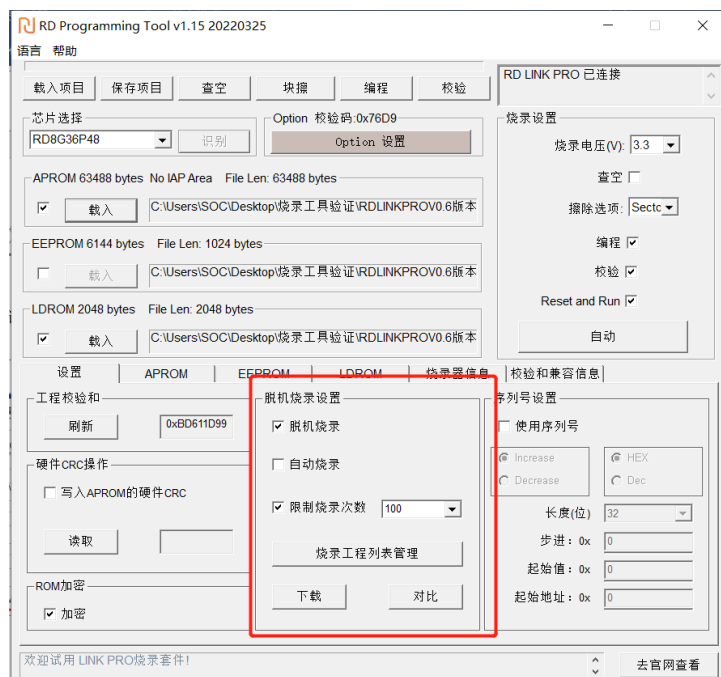 RD Programming Tool v1.15 20220325
语言 帮助
载入项目 保存项目 查空 块擦 编程 校验
RD LINK PRO 已连接
芯片选择
RD8G36P48 识别
Option 校验码:0x76D9
Option 设置
烧录设置
烧录电压(V): 3.3
查空
擦除选项: Sectc
编程
校验
Reset and Run
自动
APROM 63488 bytes No IAP Area File Len: 63488 bytes
载入 C:\Users\SOC\Desktop\烧录工具验证\RDLINKPROV0.6版本
EEPROM 6144 bytes File Len: 1024 bytes
载入 C:\Users\SOC\Desktop\烧录工具验证\RDLINKPROV0.6版本
LDROM 2048 bytes File Len: 2048 bytes
载入 C:\Users\SOC\Desktop\烧录工具验证\RDLINKPROV0.6版本
设置 APROM EEPROM LDROM 烧录器信息 校验和兼容信息
工程校验和
刷新 0xBD611D99
硬件CRC操作
写入APROM的硬件CRC
读取
ROM加密
加密
脱机烧录设置
脱机烧录
自动烧录
限制烧录次数 100
烧录工程列表管理
下载 对比
序列号设置
使用序列号
Increase HEX
Decrease Dec
长度(位) 32
步进: 0x 0
起始值: 0x 0
起始地址: 0x 0
欢迎试用 LINK PRO烧录套件!
去官网查看